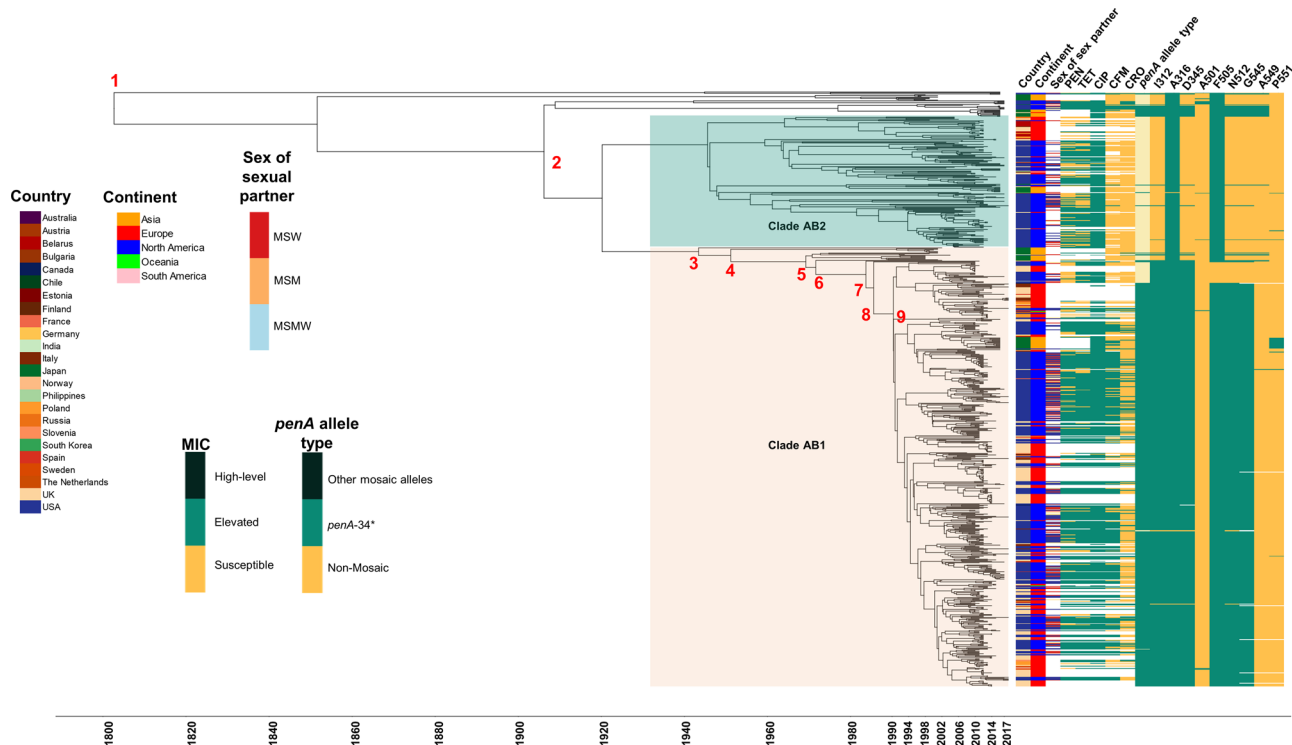 Country
Continent
Sex of sex partner
PEN
TET
CIP
CFM
CRO
penA allele type
I312
A316
D345
A501
F505
N512
G545
A549
P551
1
2
3
4
5
6
7
8
9
Clade AB2
Clade AB1
Country
Australia
Austria
Belarus
Bulgaria
Canada
Chile
Estonia
Finland
France
Germany
India
Italy
Japan
Norway
Philippines
Poland
Russia
Slovenia
South Korea
Spain
Sweden
The Netherlands
UK
USA
Continent
Asia
Europe
North America
Oceania
South America
Sex of
sexual
partner
MSW
MSM
MSMW
MIC
High-level
Elevated
Susceptible
penA allele
type
Other mosaic alleles
penA-34*
Non-Mosaic
1800
1820
1840
1860
1880
1900
1920
1940
1960
1980
1990
1994
1998
2002
2006
2010
2014
2017